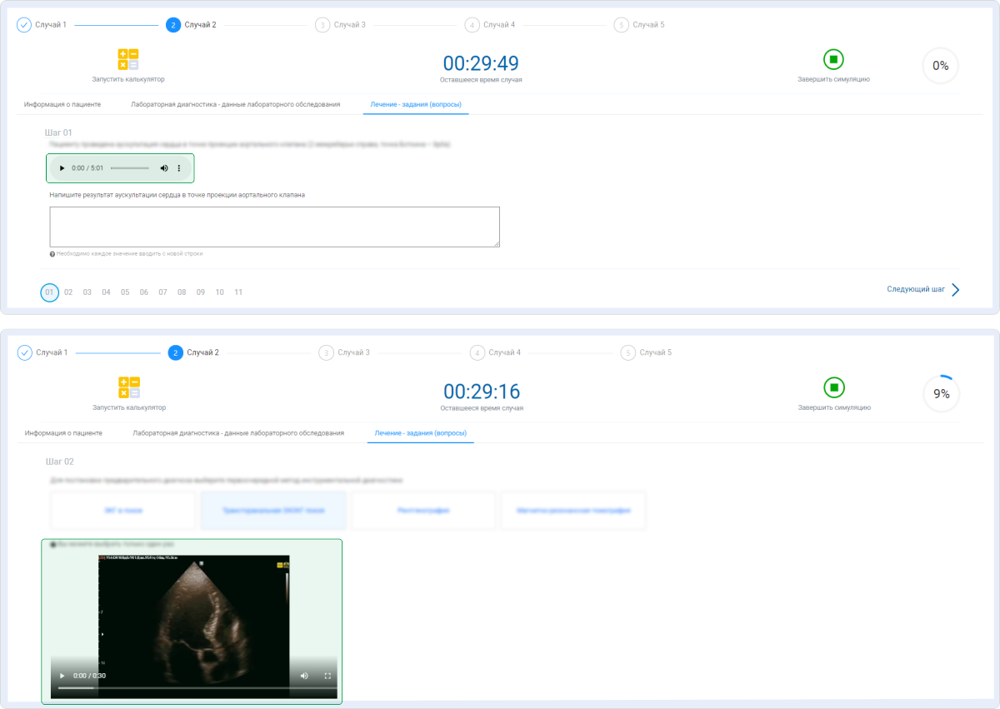 Случай 1 2 Случай 2 3 Случай 3 4 Случай 4 5 Случай 5
Запустить калькулятор
00:29:49
Оставшееся время случая
Завершить симуляцию
0%
Информация о пациенте Лабораторная диагностика - данные лабораторного обследования Лечение - задания (вопросы)
Шаг 01
Пациенту проведена аускультация сердца в точке проекции аортального клапана (2 межреберье справа, точка Боткина – Эрба).
0:00 / 5:01
Напишите результат аускультации сердца в точке проекции аортального клапана
Необходимо каждое значение вводить с новой строки
01 02 03 04 05 06 07 08 09 10 11
Следующий шаг
Случай 1 2 Случай 2 3 Случай 3 4 Случай 4 5 Случай 5
Запустить калькулятор
00:29:16
Оставшееся время случая
Завершить симуляцию
9%
Информация о пациенте Лабораторная диагностика - данные лабораторного обследования Лечение - задания (вопросы)
Шаг 02
Для постановки предварительного диагноза выберите первоочередной метод инструментальной диагностики
ЭКГ в покое Трансторакальная ЭХОКГ покоя Рентгенография Магнитно-резонансная томография
Вы можете выбрать только один раз
0:00 / 0:30